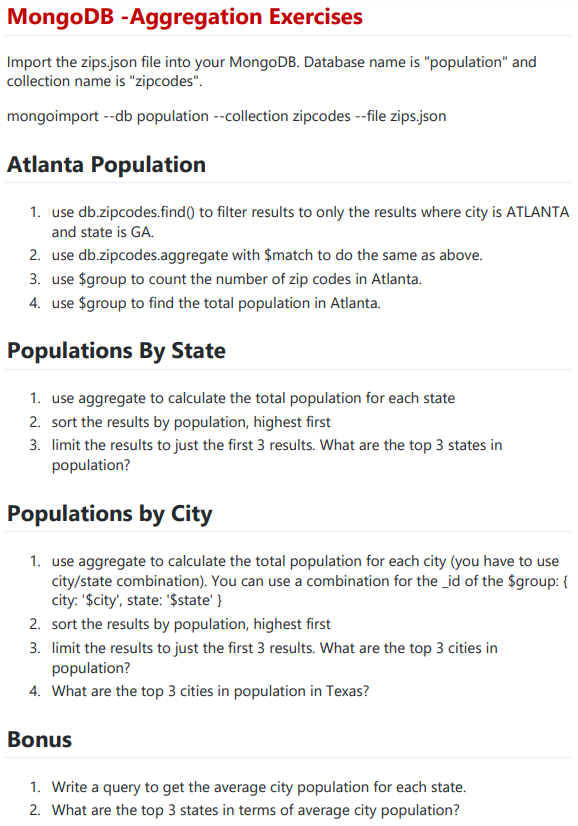 MongoDB -Aggregation Exercises
Import the zips.json file into your MongoDB. Database name is "population" and
collection name is "zipcodes".
mongoimport --db population --collection zipcodes --file zips.json
Atlanta Population
1. use db.zipcodes.find() to filter results to only the results where city is ATLANTA
and state is GA.
2. use db.zipcodes.aggregate with $match to do the same as above.
3. use $group to count the number of zip codes in Atlanta.
4. use $group to find the total population in Atlanta.
Populations By State
1. use aggregate to calculate the total population for each state
2. sort the results by population, highest first
3. limit the results to just the first 3 results. What are the top 3 states in
population?
Populations by City
1. use aggregate to calculate the total population for each city (you have to use
city/state combination). You can use a combination for the _id of the $group: {
city: '$city', state: '$state' }
2. sort the results by population, highest first
3. limit the results to just the first 3 results. What are the top 3 cities in
population?
4. What are the top 3 cities in population in Texas?
Bonus
1. Write a query to get the average city population for each state.
2. What are the top 3 states in terms of average city population?